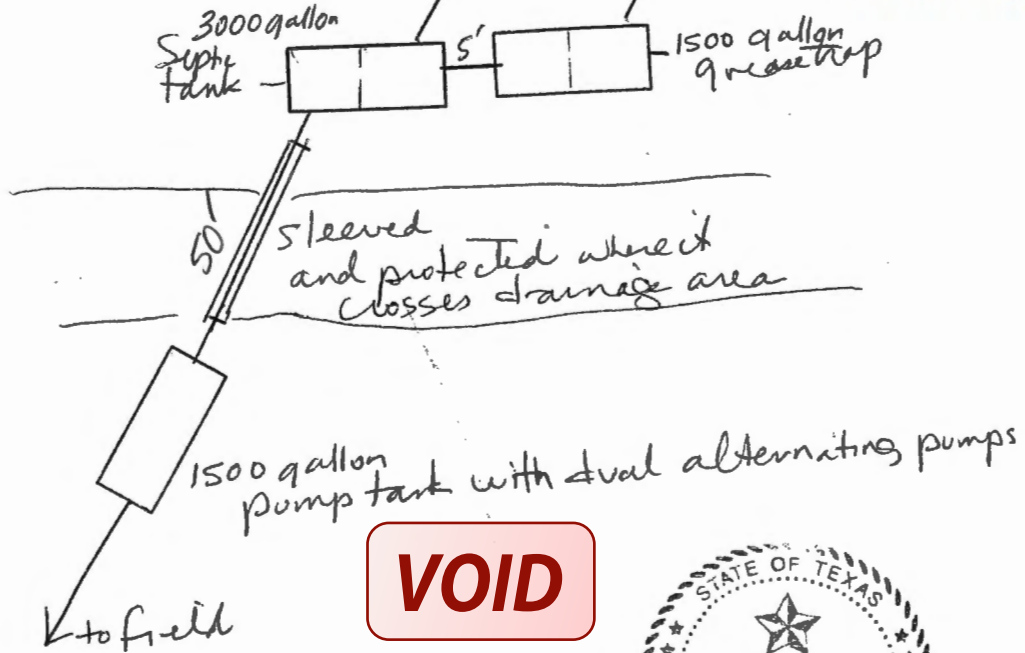 3000 gallon
Septic
tank
5'
1500 gallon
grease trap
50'
sleeved
and protected where it
crosses drainage area
1500 gallon
pump tank with dual alternating pumps
VOID
to field
STATE OF TEXAS